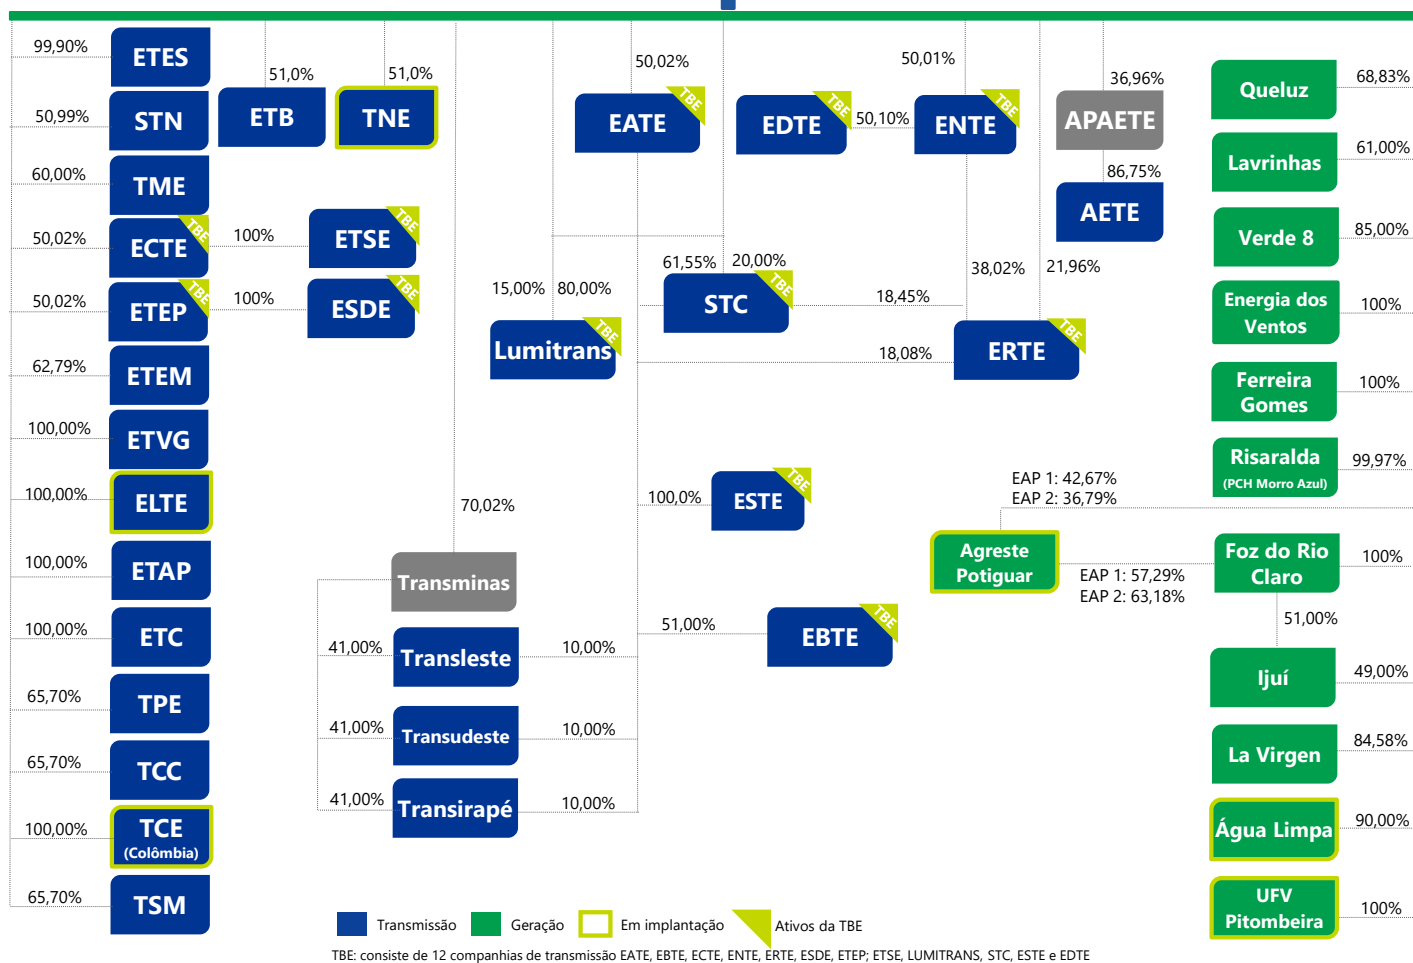 99,90%
ETES
50,99%
STN
60,00%
TME
50,02%
ECTE
TBE
100%
ETSE
TBE
50,02%
ETEP
TBE
100%
ESDE
TBE
62,79%
ETEM
100,00%
ETVG
100,00%
ELTE
100,00%
ETAP
100,00%
ETC
65,70%
TPE
65,70%
TCC
100,00%
TCE
(Colômbia)
65,70%
TSM
51,0%
ETB
51,0%
TNE
50,02%
EATE
TBE
EDTE
TBE
50,10%
50,01%
ENTE
TBE
36,96%
APAETE
86,75%
AETE
61,55%
20,00%
STC
TBE
18,45%
38,02%
21,96%
15,00%
80,00%
Lumitrans
TBE
18,08%
ERTE
TBE
70,02%
100,0%
ESTE
TBE
Transminas
51,00%
EBTE
TBE
41,00%
Transleste
10,00%
41,00%
Transudeste
10,00%
41,00%
Transirapé
10,00%
Queluz
68,83%
Lavrinhas
61,00%
Verde 8
85,00%
Energia dos
Ventos
100%
Ferreira
Gomes
100%
Risaralda
(PCH Morro Azul)
99,97%
EAP 1: 42,67%
EAP 2: 36,79%
Agreste
Potiguar
EAP 1: 57,29%
EAP 2: 63,18%
Foz do Rio
Claro
100%
51,00%
Ijuí
49,00%
La Virgen
84,58%
Água Limpa
90,00%
UFV
Pitombeira
100%
Transmissão
Geração
Em implantação
Ativos da TBE
TBE: consiste de 12 companhias de transmissão EATE, EBTE, ECTE, ENTE, ERTE, ESDE, ETEP; ETSE, LUMITRANS, STC, ESTE e EDTE